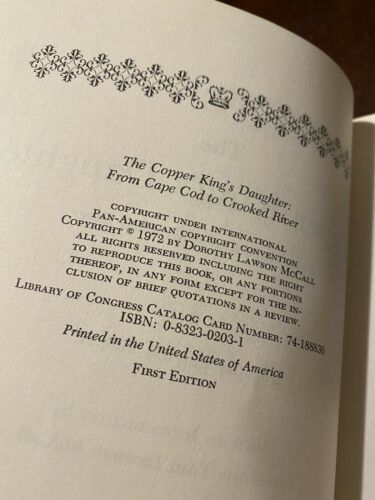 The Copper King's Daughter:
From Cape Cod to Crooked River
COPYRIGHT UNDER INTERNATIONAL
PAN-AMERICAN COPYRIGHT CONVENTION
COPYRIGHT © 1972 BY DOROTHY LAWSON MCCALL
ALL RIGHTS RESERVED INCLUDING THE RIGHT
TO REPRODUCE THIS BOOK, OR ANY PORTIONS
THEREOF, IN ANY FORM EXCEPT FOR THE IN-
CLUSION OF BRIEF QUOTATIONS IN A REVIEW.
LIBRARY OF CONGRESS CATALOG CARD NUMBER: 74-188836
ISBN: 0-8323-0203-1
Printed in the United States of America
FIRST EDITION